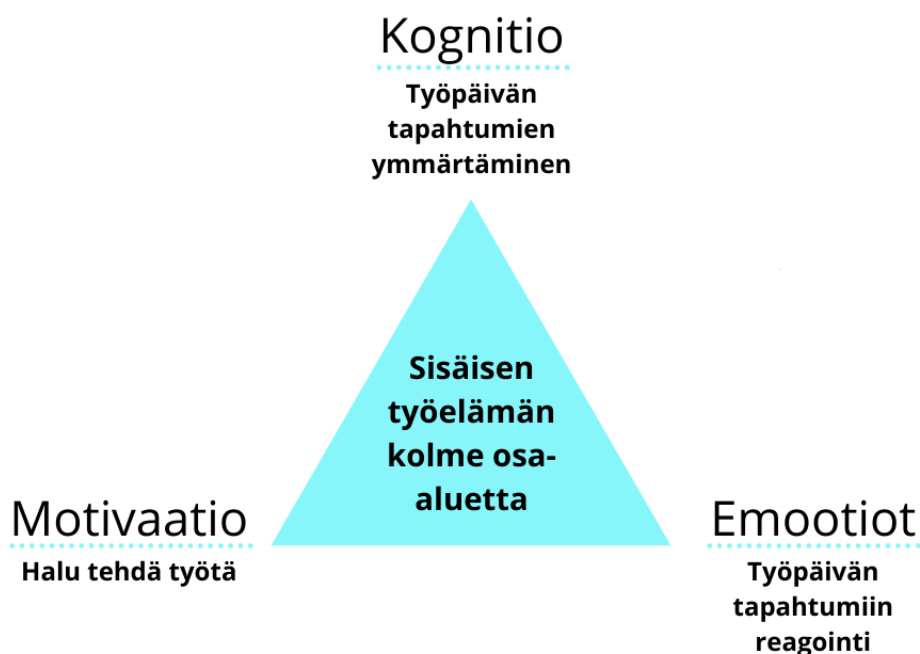 Kognitio
Työpäivän
tapahtumien
ymmärtäminen
Sisäisen
työelämän
kolme osa-
aluetta
Motivaatio
Halu tehdä työtä
Emootiot
Työpäivän
tapahtumiin
reagointi